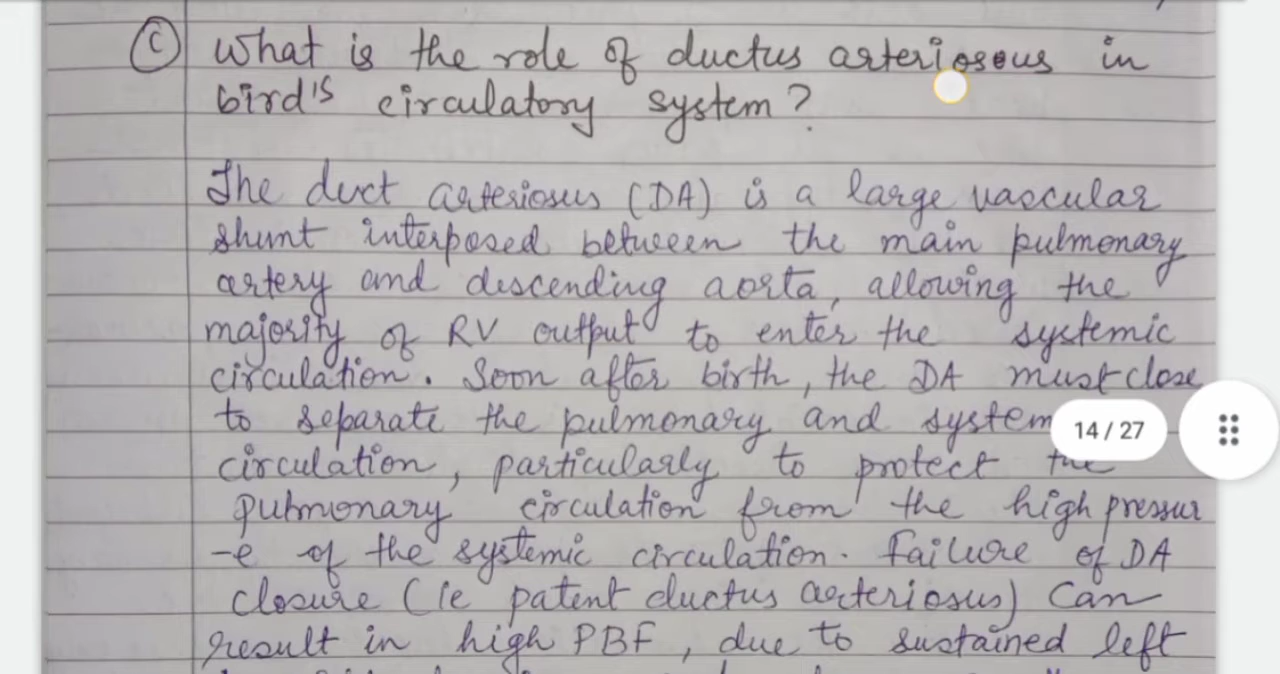 (C) What is the role of ductus arteriosous in
bird's circulatory system?
The duct arteriosus (DA) is a large vascular
shunt interposed between the main pulmonary
artery and descending aorta, allowing the
majority of RV output to enter the systemic
circulation. Soon after birth, the DA must close
to separate the pulmonary and system
14/27
circulation, particularly to protect the
pulmonary circulation from the high pressur
-e of the systemic circulation. Failure of DA
closure (ie patent ductus arteriosus) Can
result in high PBF, due to sustained left